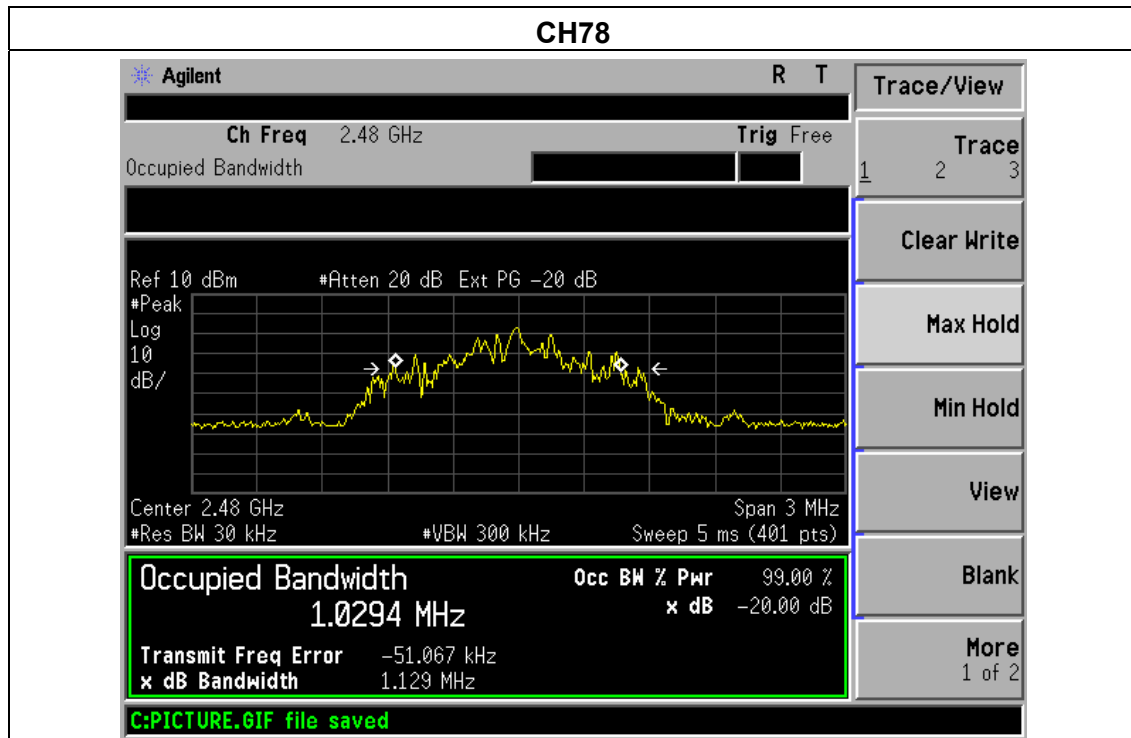 CH78
Agilent R T
Trace/View
Ch Freq 2.48 GHz Trig Free
Occupied Bandwidth
Trace
1 2 3
Clear Write
Ref 10 dBm #Atten 20 dB Ext PG -20 dB
#Peak
Log
10
dB/
Max Hold
Min Hold
View
Center 2.48 GHz Span 3 MHz
#Res BW 30 kHz #VBW 300 kHz Sweep 5 ms (401 pts)
Occupied Bandwidth Occ BW % Pwr 99.00 %
1.0294 MHz x dB -20.00 dB
Blank
Transmit Freq Error -51.067 kHz
x dB Bandwidth 1.129 MHz
More
1 of 2
C:PICTURE.GIF file saved